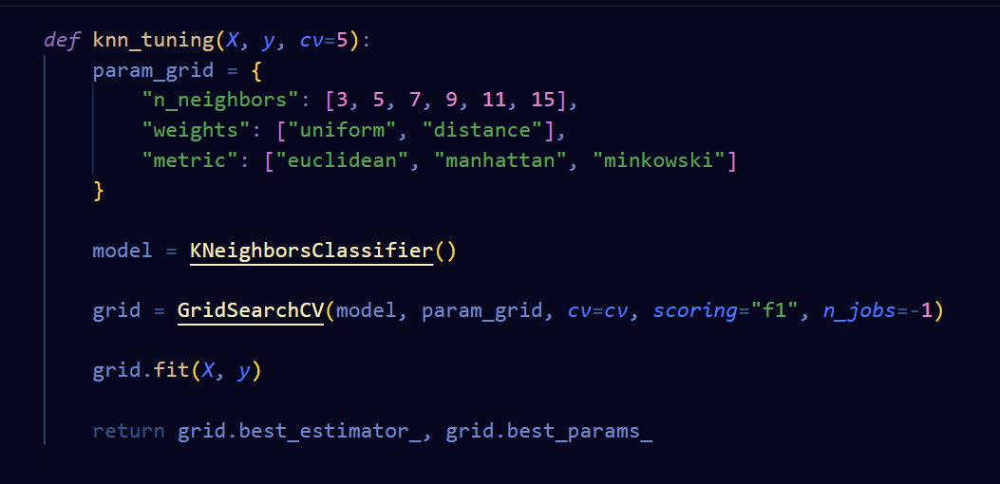 def knn_tuning(X, y, cv=5):
    param_grid = {
        "n_neighbors": [3, 5, 7, 9, 11, 15],
        "weights": ["uniform", "distance"],
        "metric": ["euclidean", "manhattan", "minkowski"]
    }

    model = KNeighborsClassifier()

    grid = GridSearchCV(model, param_grid, cv=cv, scoring="f1", n_jobs=-1)

    grid.fit(X, y)

    return grid.best_estimator_, grid.best_params_